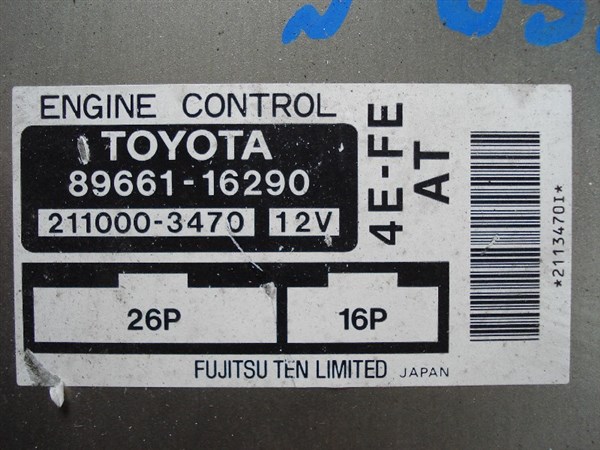 ENGINE CONTROL
TOYOTA
89661-16290
211000-3470 12V
4E-FE
AT
26P 16P
FUJITSU TEN LIMITED JAPAN
*2113470I*